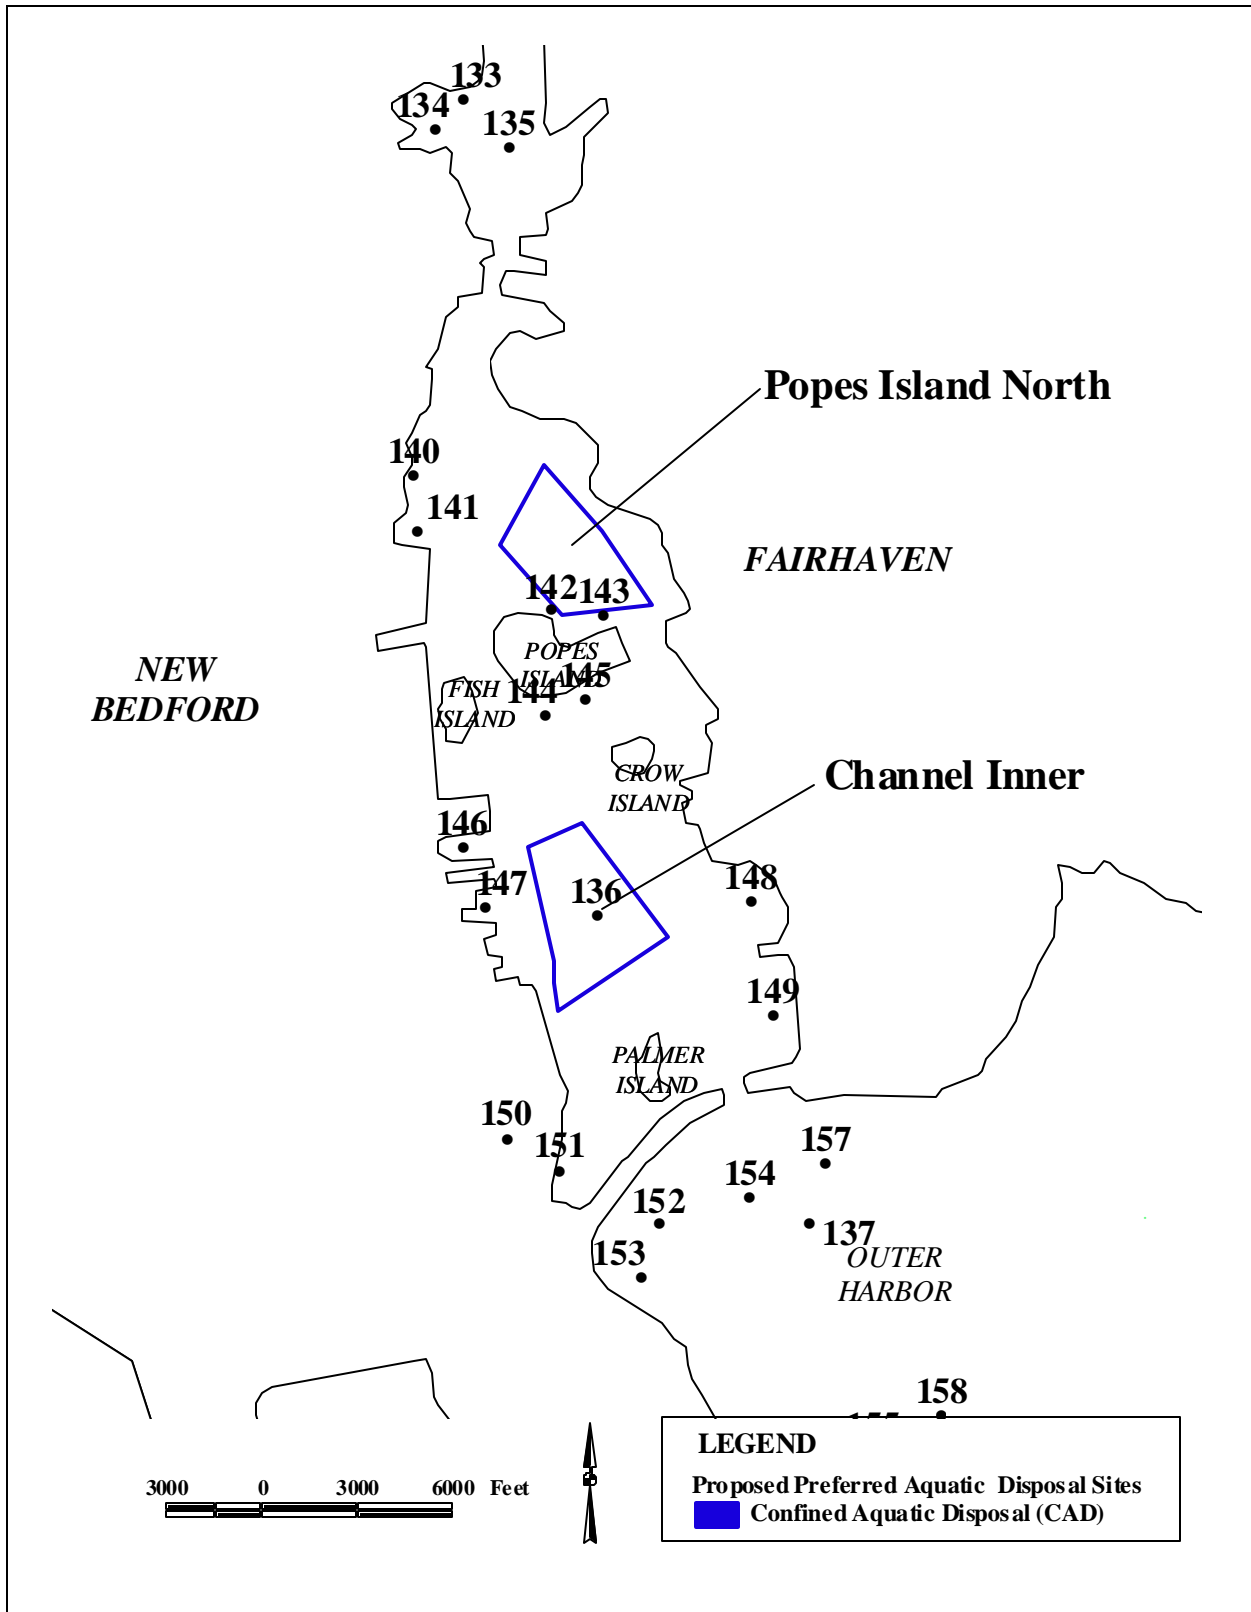 133
134
135
Popes Island North
140
141
FAIRHAVEN
142
143
POPES
ISLAND
NEW
BEDFORD
FISH
ISLAND
144
145
CROW
ISLAND
Channel Inner
146
147
136
148
149
PALMER
ISLAND
150
151
157
154
152
137
153
OUTER
HARBOR
158
LEGEND
Proposed Preferred Aquatic Disposal Sites
Confined Aquatic Disposal (CAD)
3000 0 3000 6000 Feet